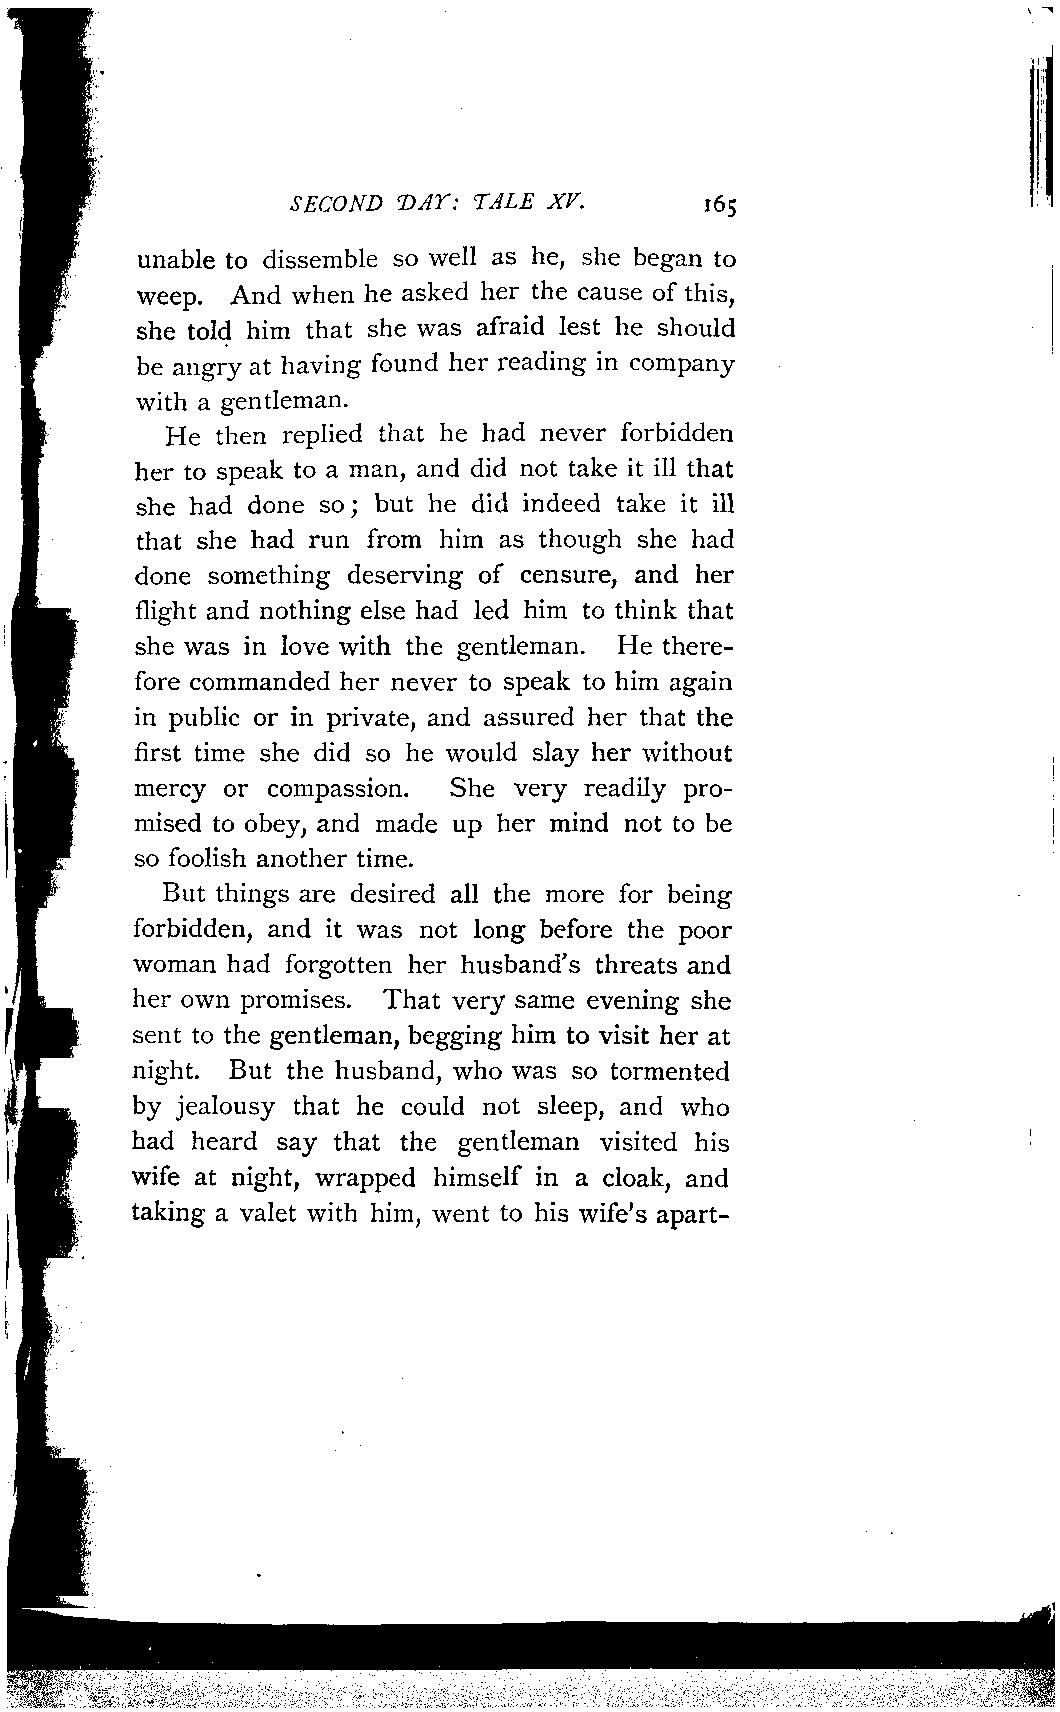 SECOND DAY: TALE XV. 165
unable to dissemble so well as he, she began to
weep. And when he asked her the cause of this,
she told him that she was afraid lest he should
be angry at having found her reading in company
with a gentleman.
He then replied that he had never forbidden
her to speak to a man, and did not take it ill that
she had done so; but he did indeed take it ill
that she had run from him as though she had
done something deserving of censure, and her
flight and nothing else had led him to think that
she was in love with the gentleman. He there-
fore commanded her never to speak to him again
in public or in private, and assured her that the
first time she did so he would slay her without
mercy or compassion. She very readily pro-
mised to obey, and made up her mind not to be
so foolish another time.
But things are desired all the more for being
forbidden, and it was not long before the poor
woman had forgotten her husband's threats and
her own promises. That very same evening she
sent to the gentleman, begging him to visit her at
night. But the husband, who was so tormented
by jealousy that he could not sleep, and who
had heard say that the gentleman visited his
wife at night, wrapped himself in a cloak, and
taking a valet with him, went to his wife's apart-